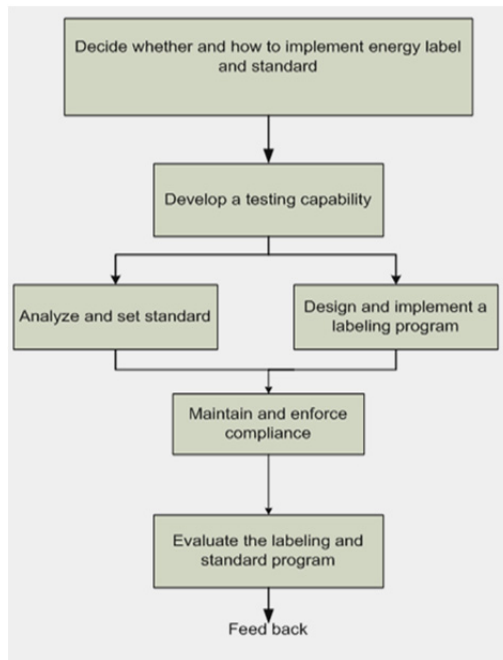 Decide whether and how to implement energy label
and standard
Develop a testing capability
Analyze and set standard
Design and implement a
labeling program
Maintain and enforce
compliance
Evaluate the labeling and
standard program
Feed back